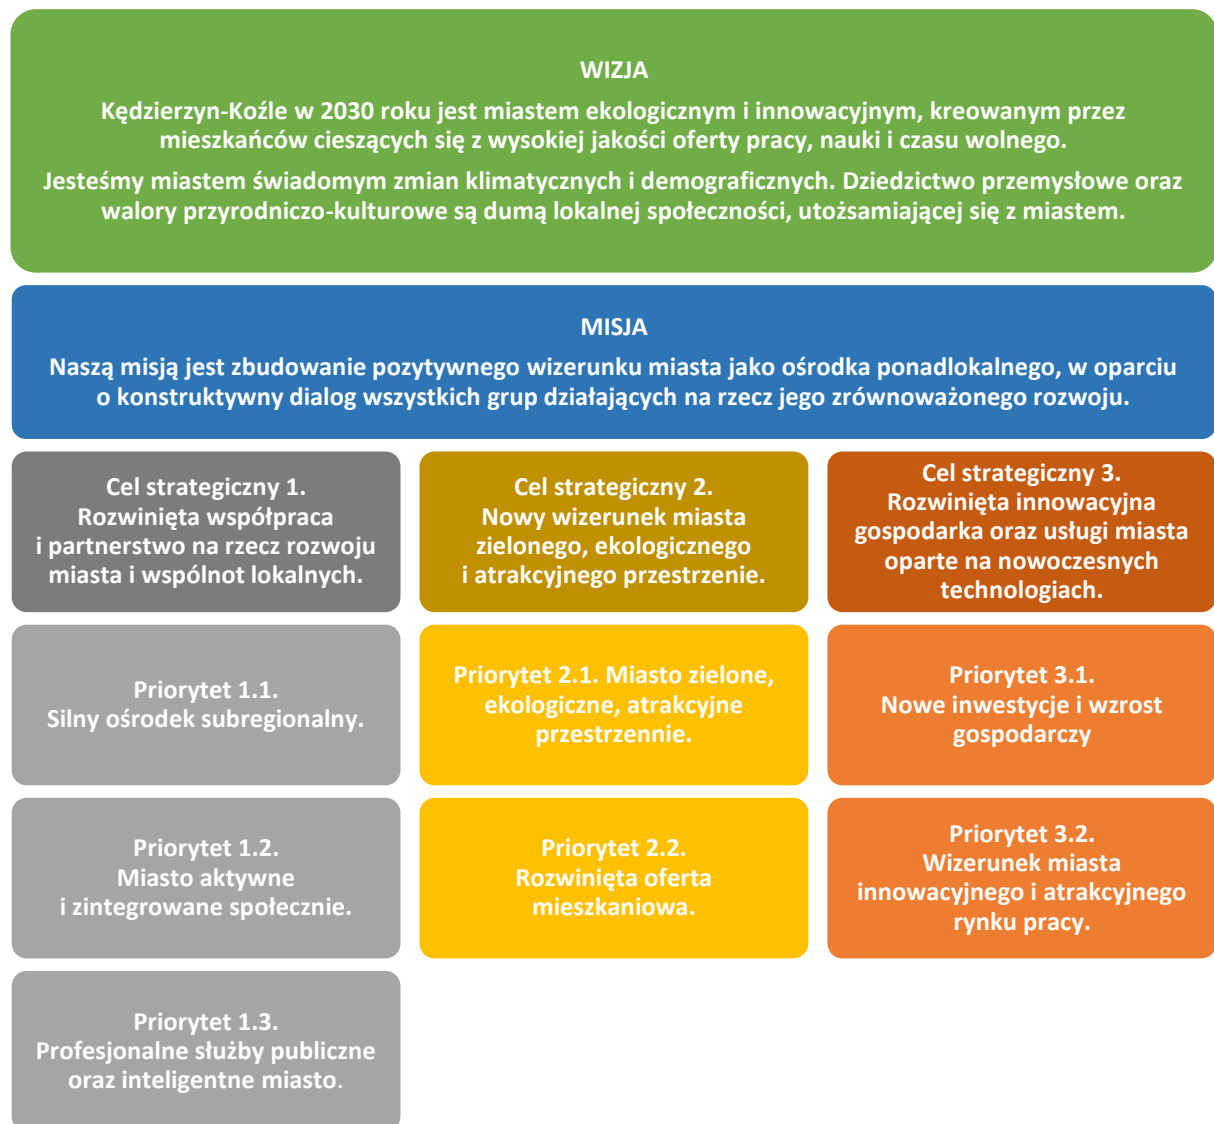 WIZJA
Kędzierzyn-Koźle w 2030 roku jest miastem ekologicznym i innowacyjnym, kreowanym przez
mieszkańców cieszących się z wysokiej jakości oferty pracy, nauki i czasu wolnego.
Jesteśmy miastem świadomym zmian klimatycznych i demograficznych. Dziedzictwo przemysłowe oraz
walory przyrodniczo-kulturowe są dumą lokalnej społeczności, utożsamiającej się z miastem.
MISJA
Naszą misją jest zbudowanie pozytywnego wizerunku miasta jako ośrodka ponadlokalnego, w oparciu
o konstruktywny dialog wszystkich grup działających na rzecz jego zrównoważonego rozwoju.
Cel strategiczny 1.
Rozwinięta współpraca
i partnerstwo na rzecz rozwoju
miasta i wspólnot lokalnych.
Cel strategiczny 2.
Nowy wizerunek miasta
zielonego, ekologicznego
i atrakcyjnego przestrzenie.
Cel strategiczny 3.
Rozwinięta innowacyjna
gospodarka oraz usługi miasta
oparte na nowoczesnych
technologiach.
Priorytet 1.1.
Silny ośrodek subregionalny.
Priorytet 2.1. Miasto zielone,
ekologiczne, atrakcyjne
przestrzennie.
Priorytet 3.1.
Nowe inwestycje i wzrost
gospodarczy
Priorytet 1.2.
Miasto aktywne
i zintegrowane społecznie.
Priorytet 2.2.
Rozwinięta oferta
mieszkaniowa.
Priorytet 3.2.
Wizerunek miasta
innowacyjnego i atrakcyjnego
rynku pracy.
Priorytet 1.3.
Profesjonalne służby publiczne
oraz inteligentne miasto.